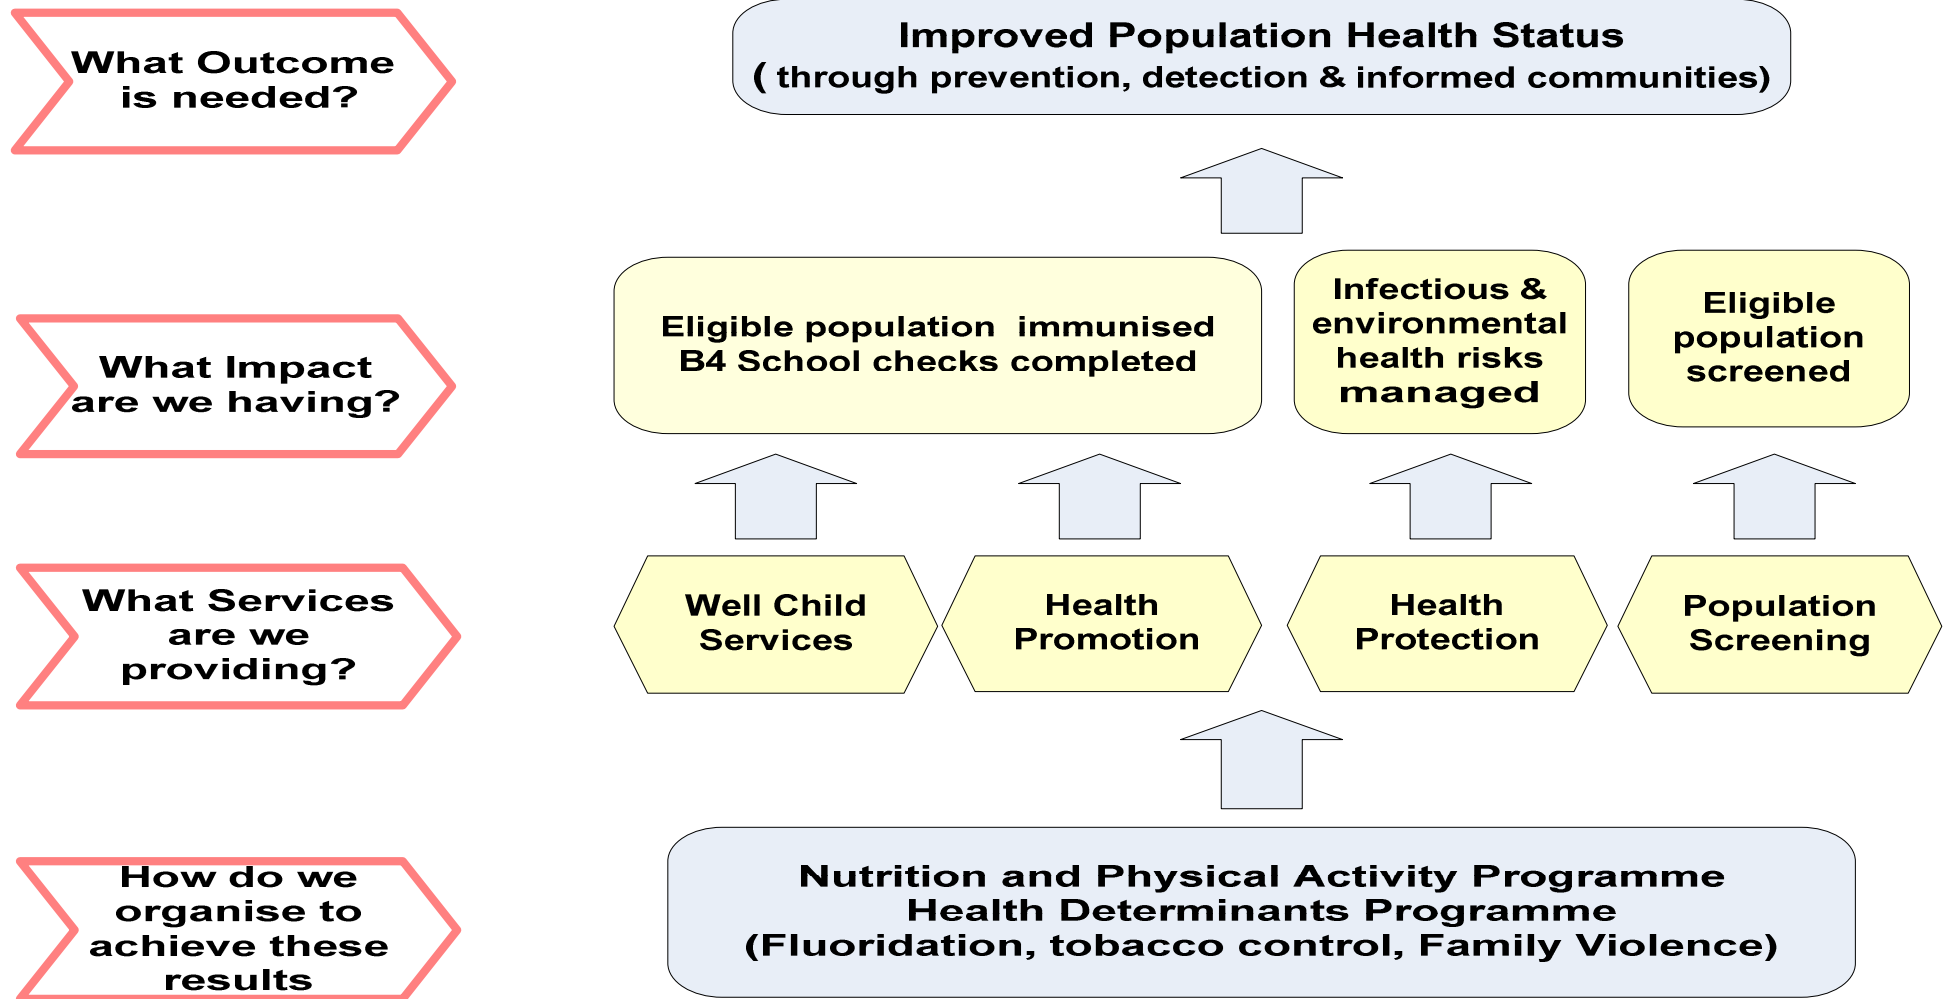 What Outcome
is needed?
Improved Population Health Status
( through prevention, detection & informed communities)
What Impact
are we having?
Eligible population immunised
B4 School checks completed
Infectious &
environmental
health risks
managed
Eligible
population
screened
What Services
are we
providing?
Well Child
Services
Health
Promotion
Health
Protection
Population
Screening
How do we
organise to
achieve these
results
Nutrition and Physical Activity Programme
Health Determinants Programme
(Fluoridation, tobacco control, Family Violence)